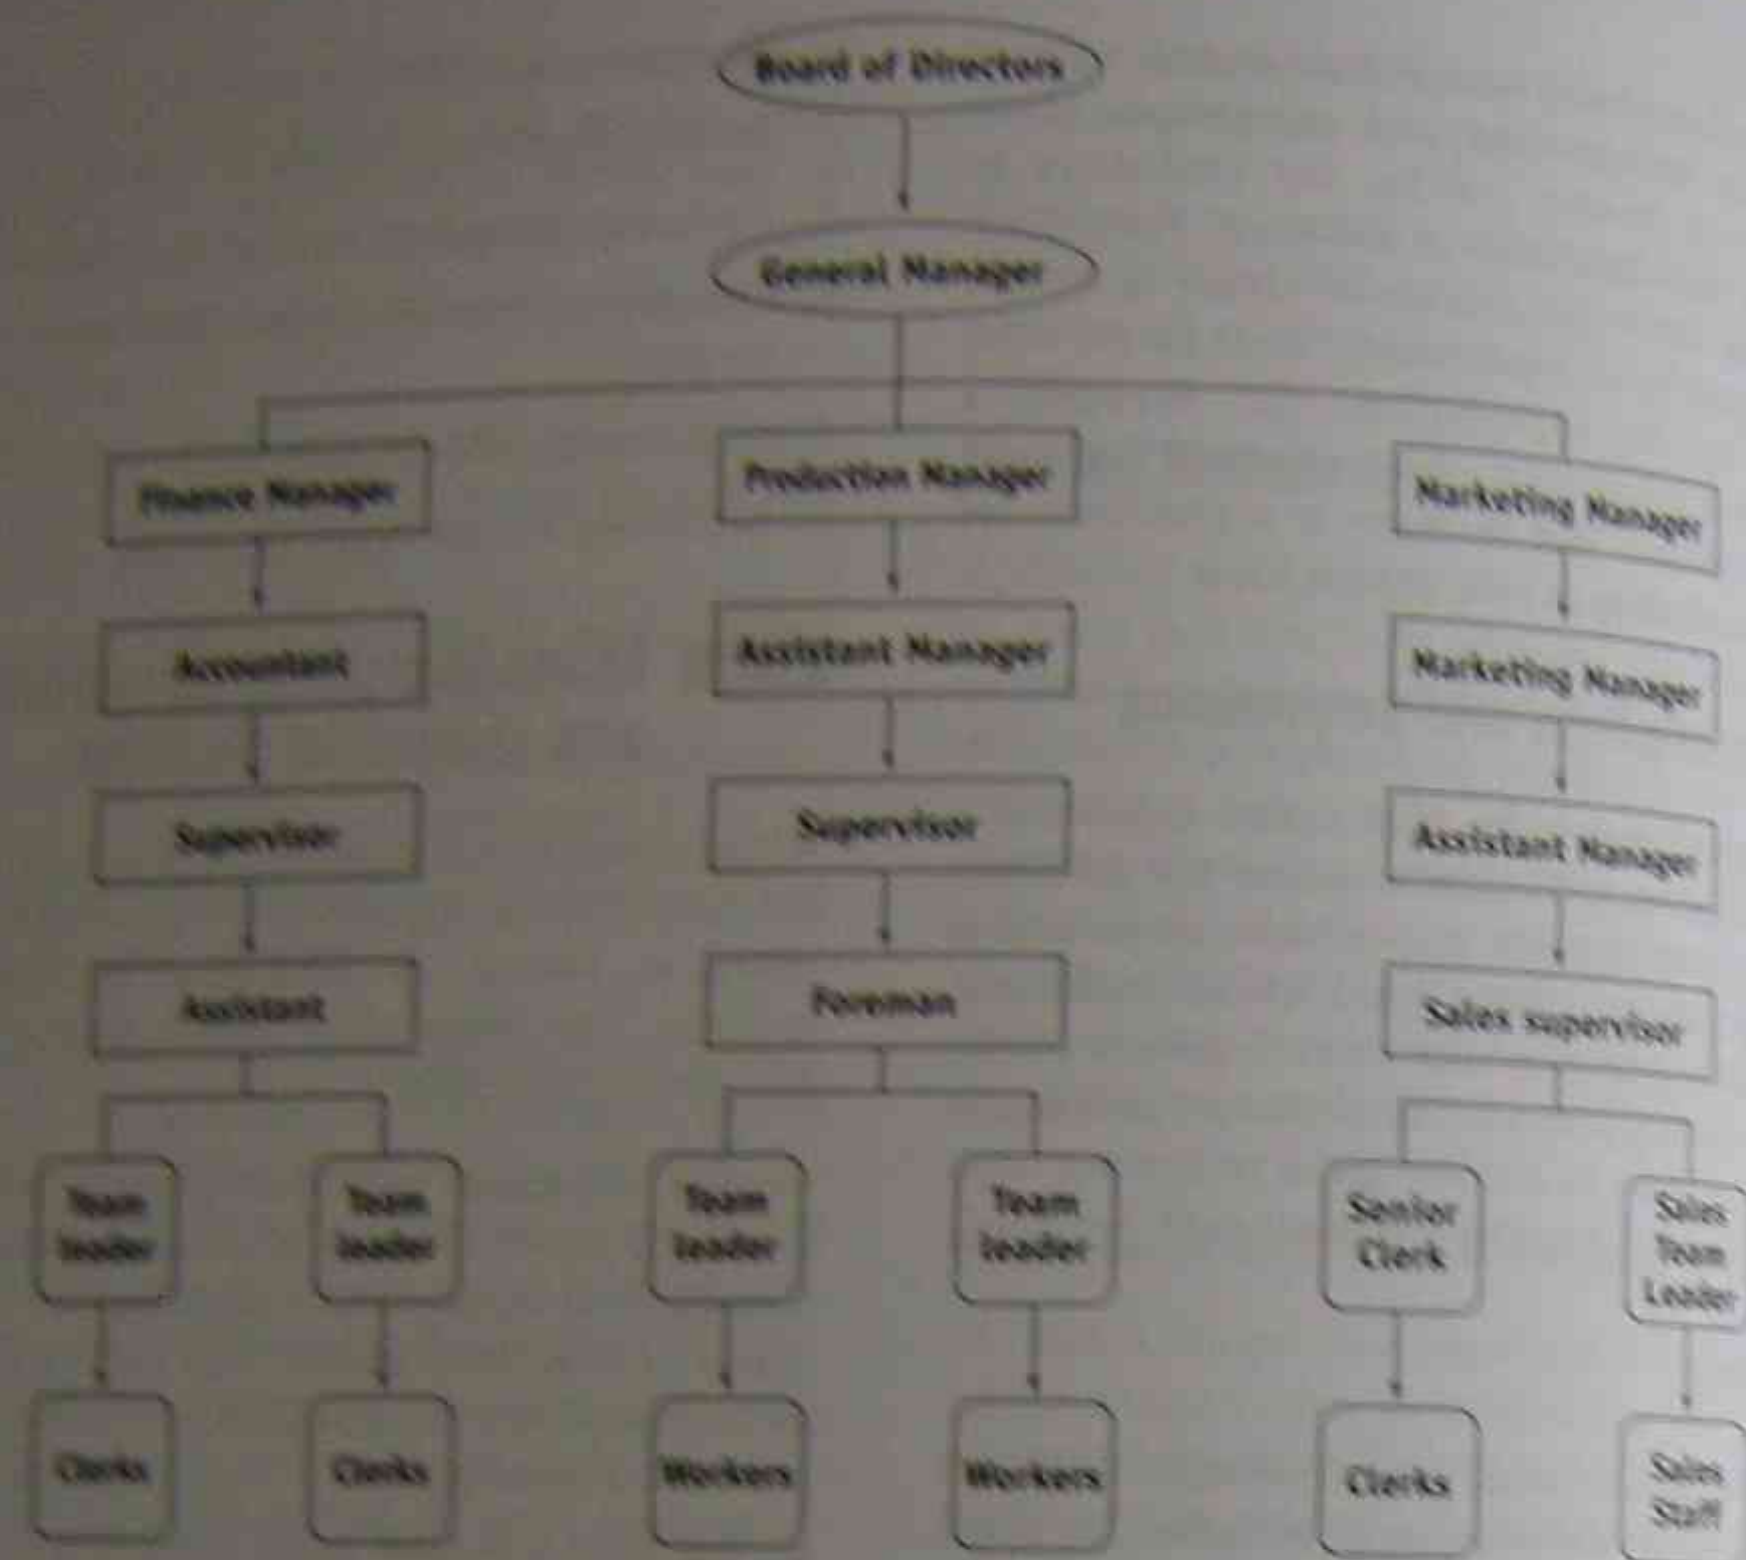 Board of Directors
General Manager
Finance Manager
Production Manager
Marketing Manager
Accountant
Assistant Manager
Marketing Manager
Supervisor
Supervisor
Assistant Manager
Assistant
Foreman
Sales supervisor
Team
leader
Team
leader
Team
leader
Team
leader
Senior
Clerk
Sales
Team
Leader
Clerks
Clerks
Workers
Workers
Clerks
Sales
Staff